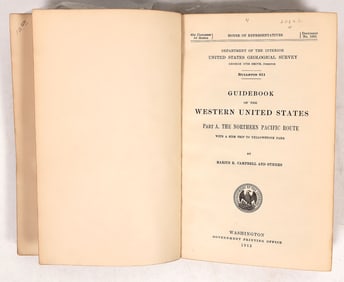 HOUSE OF REPRESENTATIVES
DEPARTMENT OF THE INTERIOR
UNITED STATES GEOLOGICAL SURVEY
GEORGE OTIS SMITH, DIRECTOR
BULLETIN 611
GUIDEBOOK
OF THE
WESTERN UNITED STATES
PART A. THE NORTHERN PACIFIC ROUTE
WITH A SIDE TRIP TO YELLOWSTONE PARK
BY
MARIUS R. CAMPBELL AND OTHERS
WASHINGTON
GOVERNMENT PRINTING OFFICE